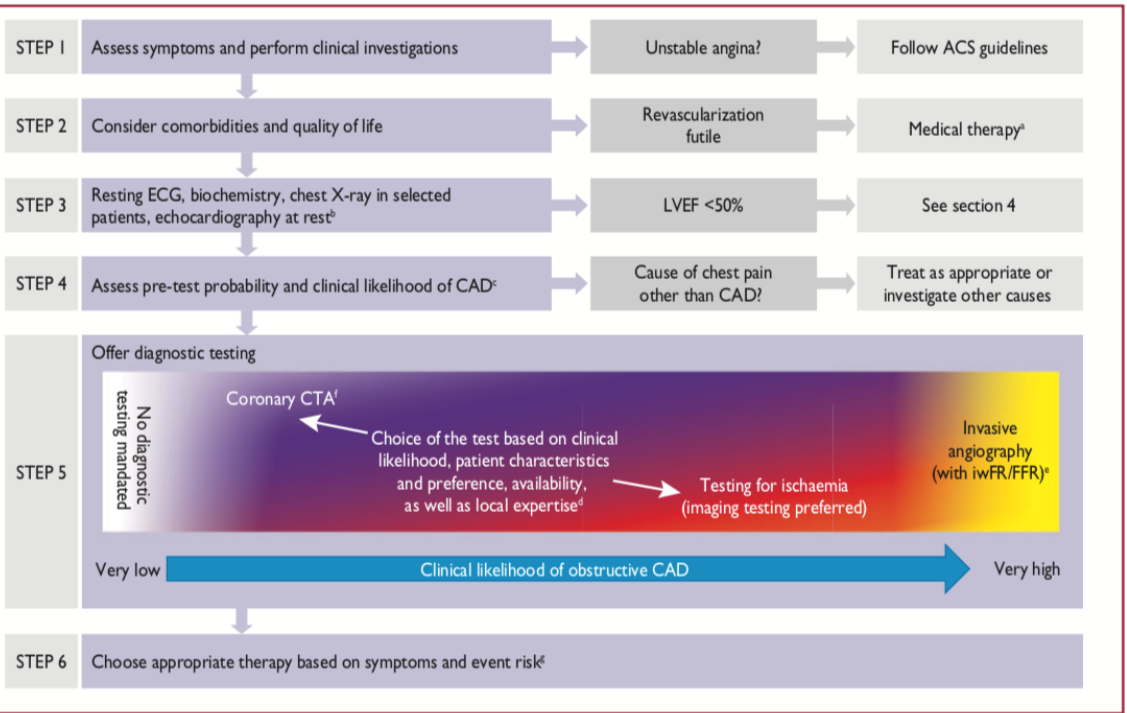 STEP 1
Assess symptoms and perform clinical investigations
Unstable angina?
Follow ACS guidelines
STEP 2
Consider comorbidities and quality of life
Revascularization
futile
Medical therapyᵃ
STEP 3
Resting ECG, biochemistry, chest X-ray in selected
patients, echocardiography at restᵇ
LVEF <50%
See section 4
STEP 4
Assess pre-test probability and clinical likelihood of CADᶜ
Cause of chest pain
other than CAD?
Treat as appropriate or
investigate other causes
STEP 5
Offer diagnostic testing
No diagnostic
testing mandated
Coronary CTAᶠ
Choice of the test based on clinical
likelihood, patient characteristics
and preference, availability,
as well as local expertiseᵈ
Testing for ischaemia
(imaging testing preferred)
Invasive
angiography
(with iwFR/FFR)ᵉ
Very low
Clinical likelihood of obstructive CAD
Very high
STEP 6
Choose appropriate therapy based on symptoms and event riskᵍ